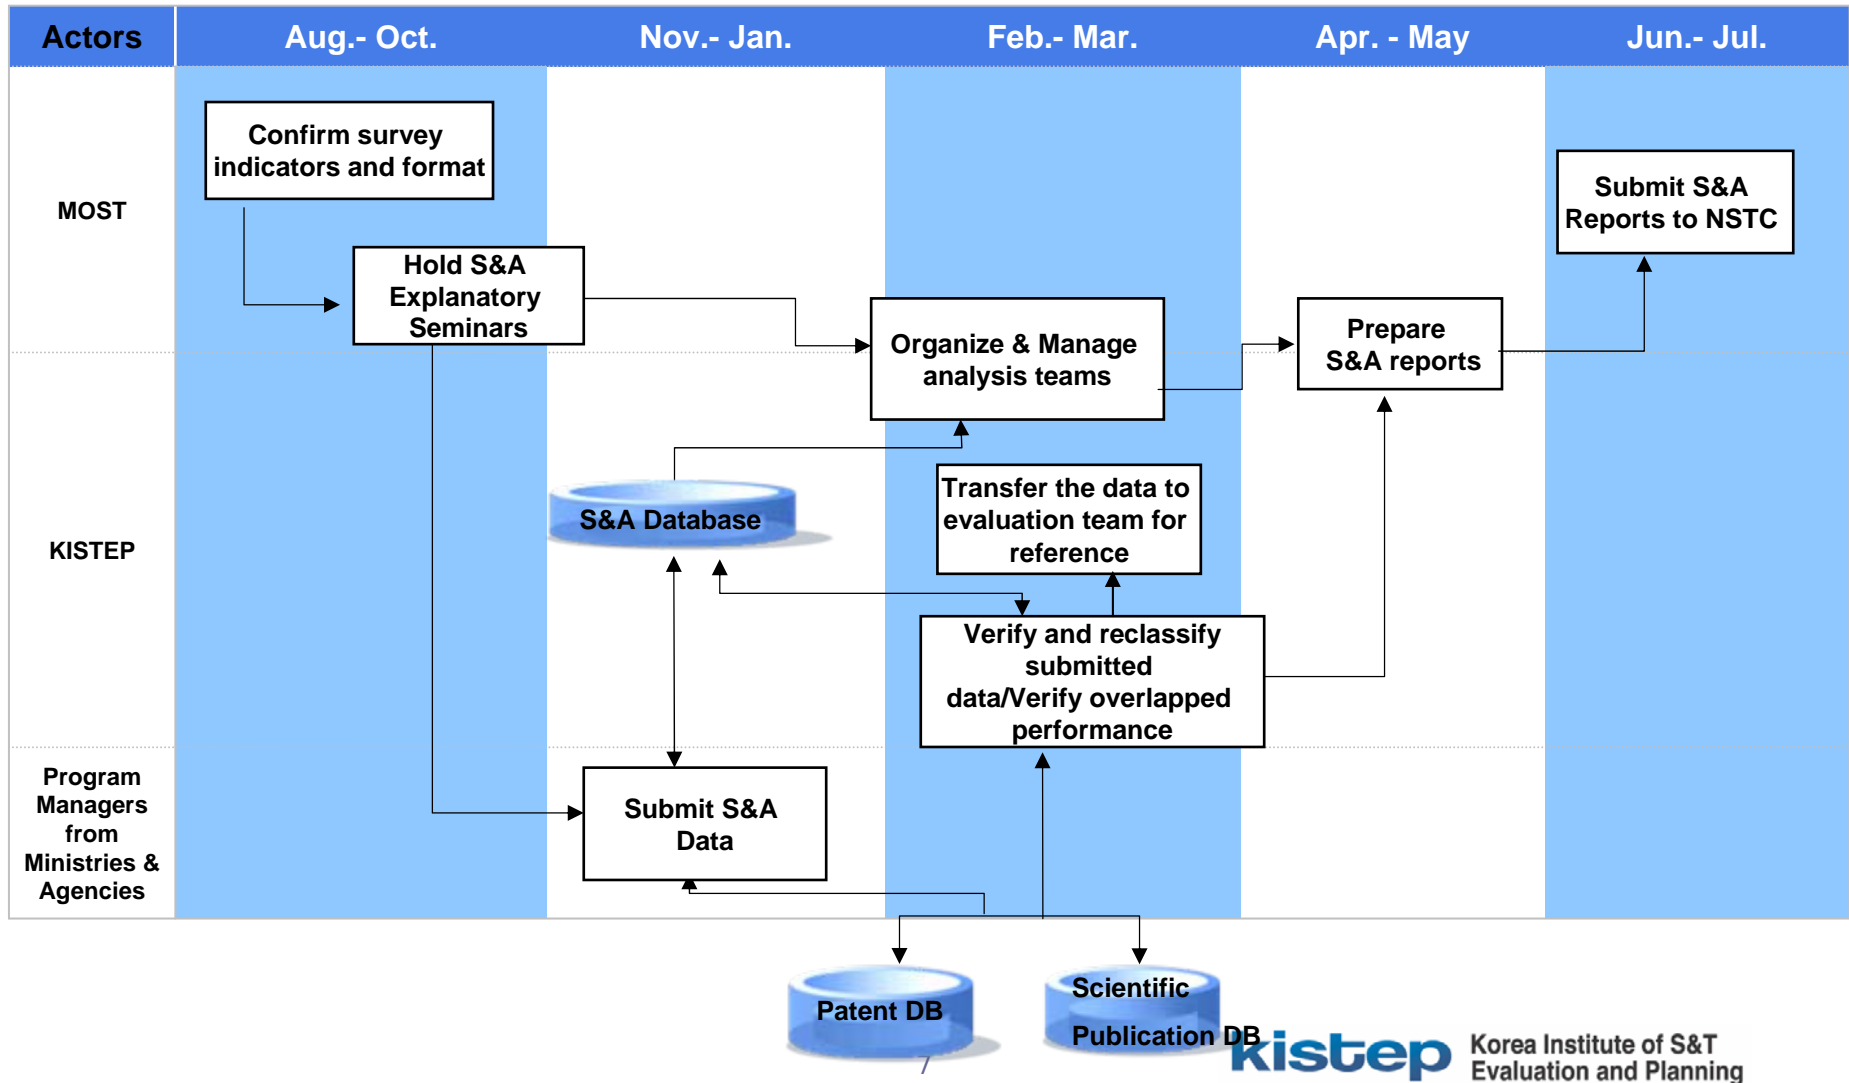 Actors
Aug.- Oct.
Nov.- Jan.
Feb.- Mar.
Apr. - May
Jun.- Jul.
MOST
Confirm survey
indicators and format
Hold S&A
Explanatory
Seminars
Organize & Manage
analysis teams
Prepare
S&A reports
Submit S&A
Reports to NSTC
KISTEP
S&A Database
Transfer the data to
evaluation team for
reference
Verify and reclassify
submitted
data/Verify overlapped
performance
Program
Managers
from
Ministries &
Agencies
Submit S&A
Data
Patent DB
Scientific
Publication DB
7
kistep
Korea Institute of S&T
Evaluation and Planning